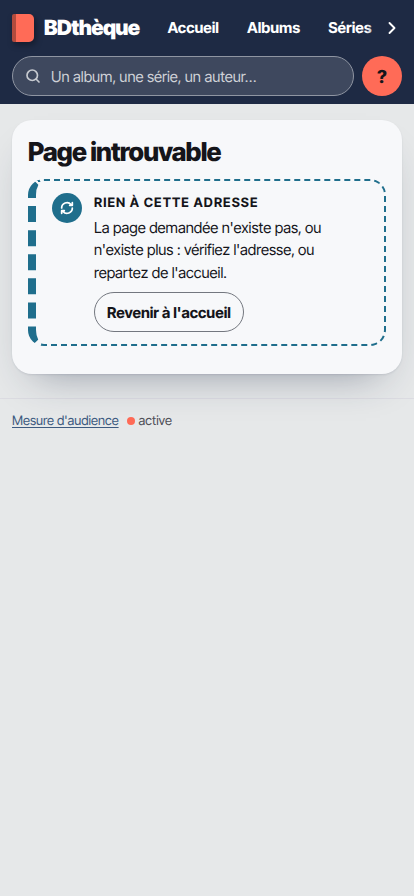 BDthèque Accueil Albums Séries
Un album, une série, un auteur... ?
Page introuvable
RIEN À CETTE ADRESSE
La page demandée n'existe pas, ou
n'existe plus : vérifiez l'adresse, ou
repartez de l'accueil.
Revenir à l'accueil
Mesure d'audience active